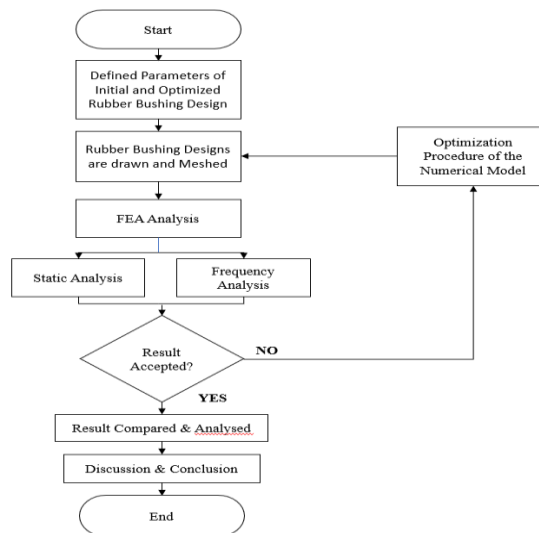 Start
Defined Parameters of
Initial and Optimized
Rubber Bushing Design
Rubber Bushing Designs
are drawn and Meshed
Optimization
Procedure of the
Numerical Model
FEA Analysis
Static Analysis
Frequency
Analysis
Result
Accepted?
NO
YES
Result Compared & Analysed
Discussion & Conclusion
End